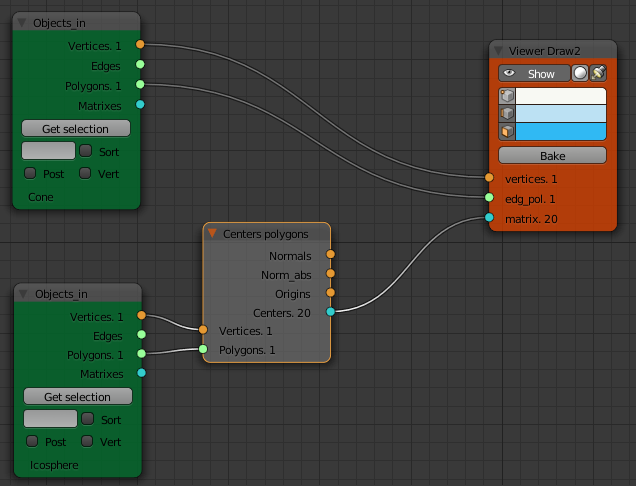 Objects_in
Vertices. 1
Edges
Polygons. 1
Matrixes
Get selection
Sort
Post Vert
Cone
Viewer Draw2
Show
Bake
vertices. 1
edg_pol. 1
matrix. 20
Centers polygons
Normals
Norm_abs
Origins
Centers. 20
Vertices. 1
Polygons. 1
Objects_in
Vertices. 1
Edges
Polygons. 1
Matrixes
Get selection
Sort
Post Vert
Icosphere